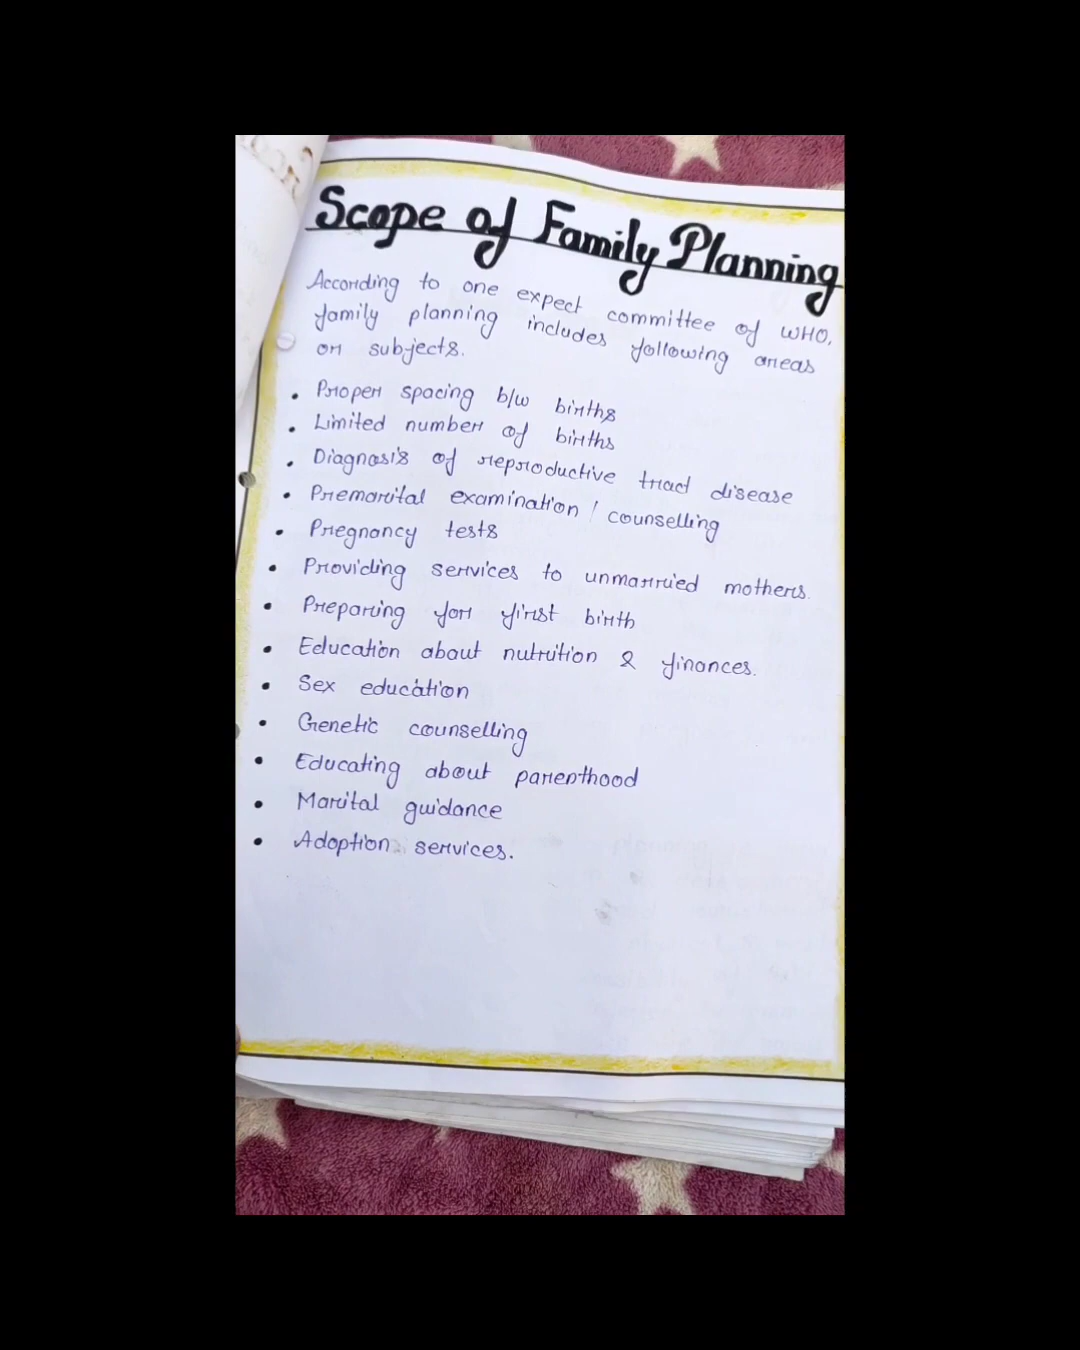 Scope of Family Planning
According to one expect committee of WHO,
family planning includes following areas
or subjects.
• Proper spacing b/w births
• Limited number of births
• Diagnosis of reproductive tract disease
• Premarital examination / counselling
• Pregnancy tests
• Providing services to unmarried mothers.
• Preparing for first birth
• Education about nutrition & finances.
• Sex education
• Genetic counselling
• Educating about parenthood
• Marital guidance
• Adoption services.